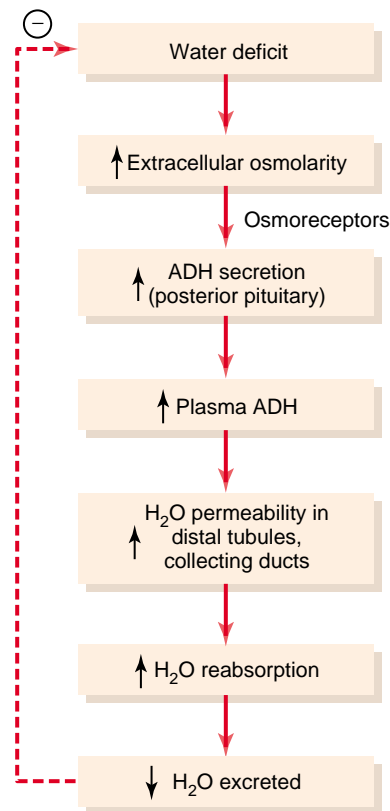 −
Water deficit
↑ Extracellular osmolarity
Osmoreceptors
ADH secretion
↑ (posterior pituitary)
↑ Plasma ADH
H₂O permeability in
↑ distal tubules,
collecting ducts
↑ H₂O reabsorption
↓ H₂O excreted